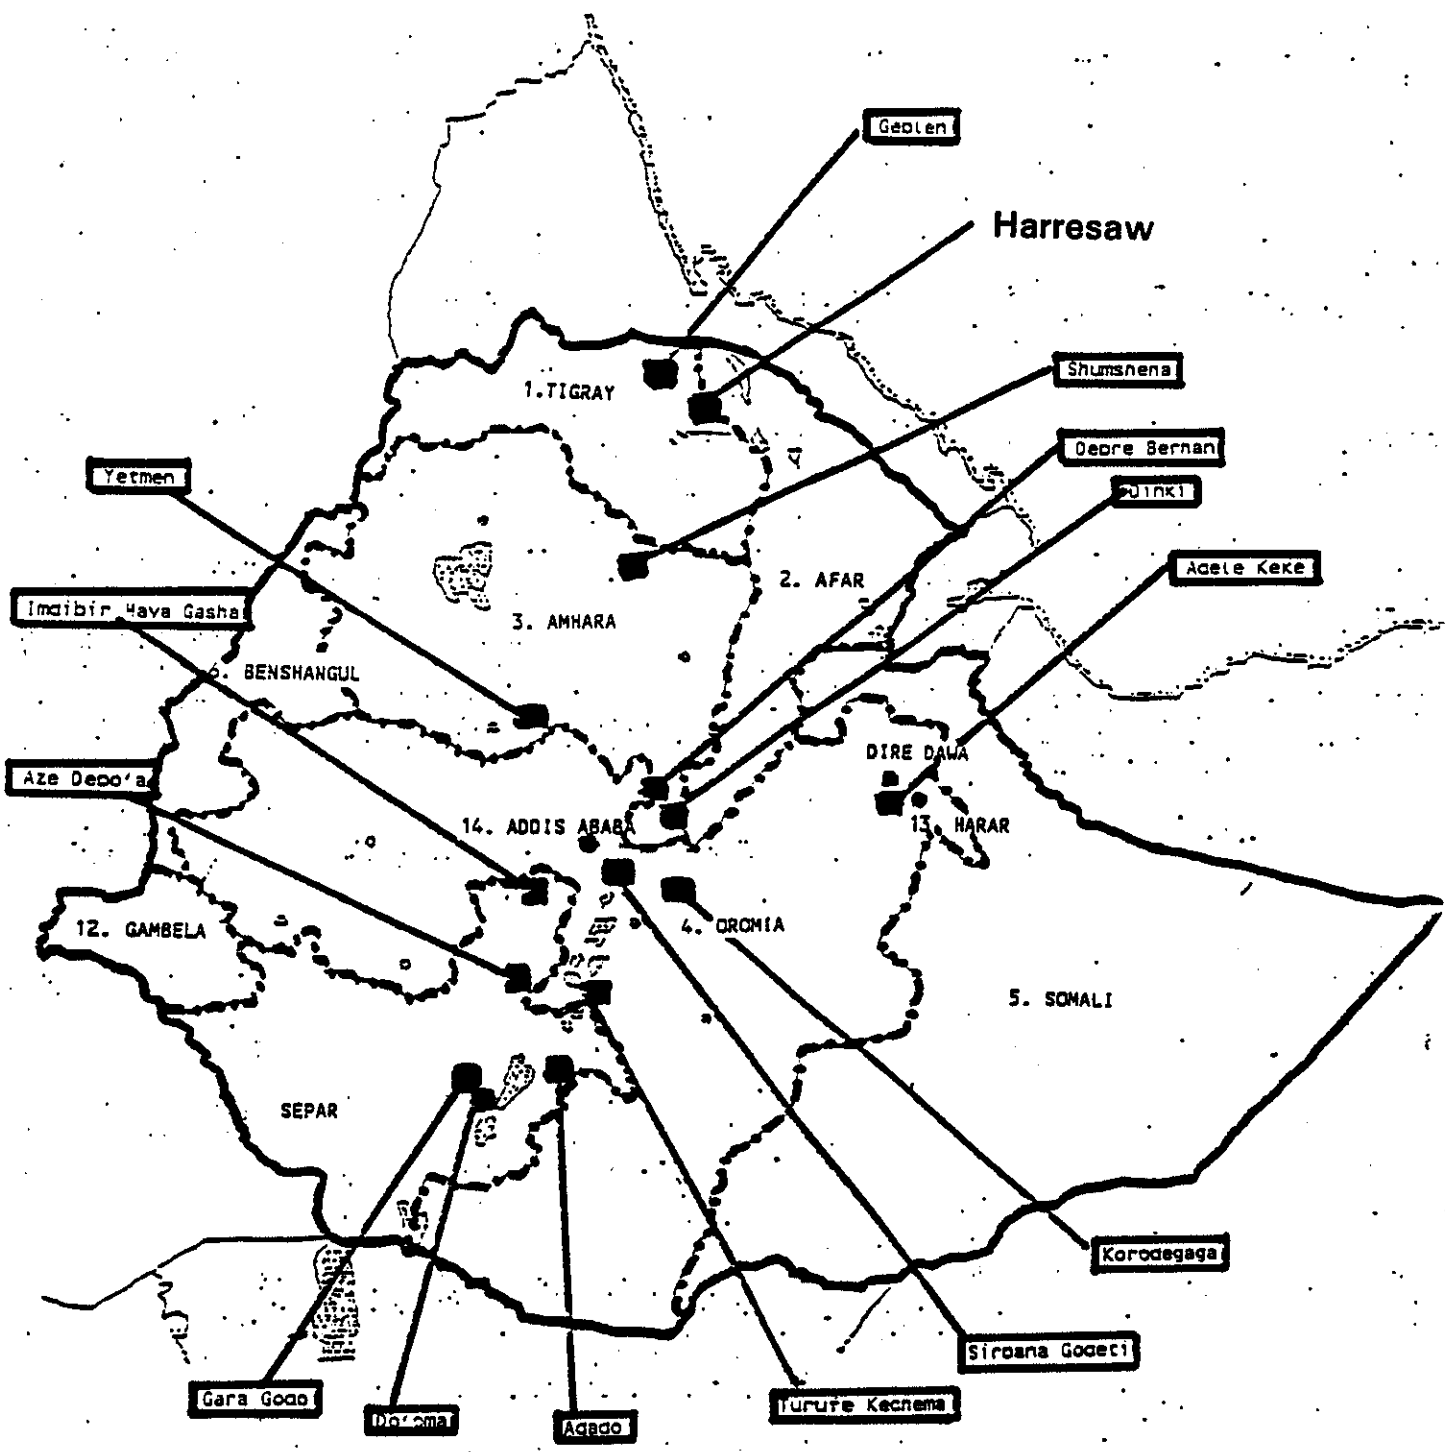 Geblen
Harresaw
1.TIGRAY
Shumsheha
Debre Berhan
Yetmen
Dinki
Adele Keke
2. AFAR
Imdibir Haya Gasha
3. AMHARA
6. BENSHANGUL
DIRE DAWA
Aze Debo'a
14. ADDIS ABABA
13. HARAR
12. GAMBELA
4. OROMIA
5. SOMALI
SEPAR
Korodegaga
Sirbana Godeti
Gara Godo
Turufe Kechema
Do'oma
Adado